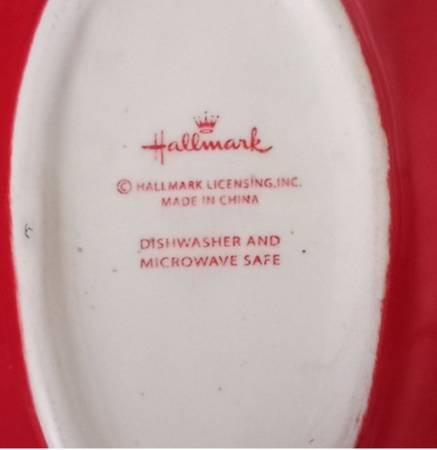 Hallmark
© HALLMARK LICENSING, INC.
MADE IN CHINA
DISHWASHER AND
MICROWAVE SAFE